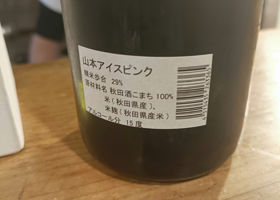 山本アイスピンク
精米歩合 29%
原材料名 秋田酒こまち 100%
米(秋田県産)、
米麹(秋田県産米)
アルコール分 15度